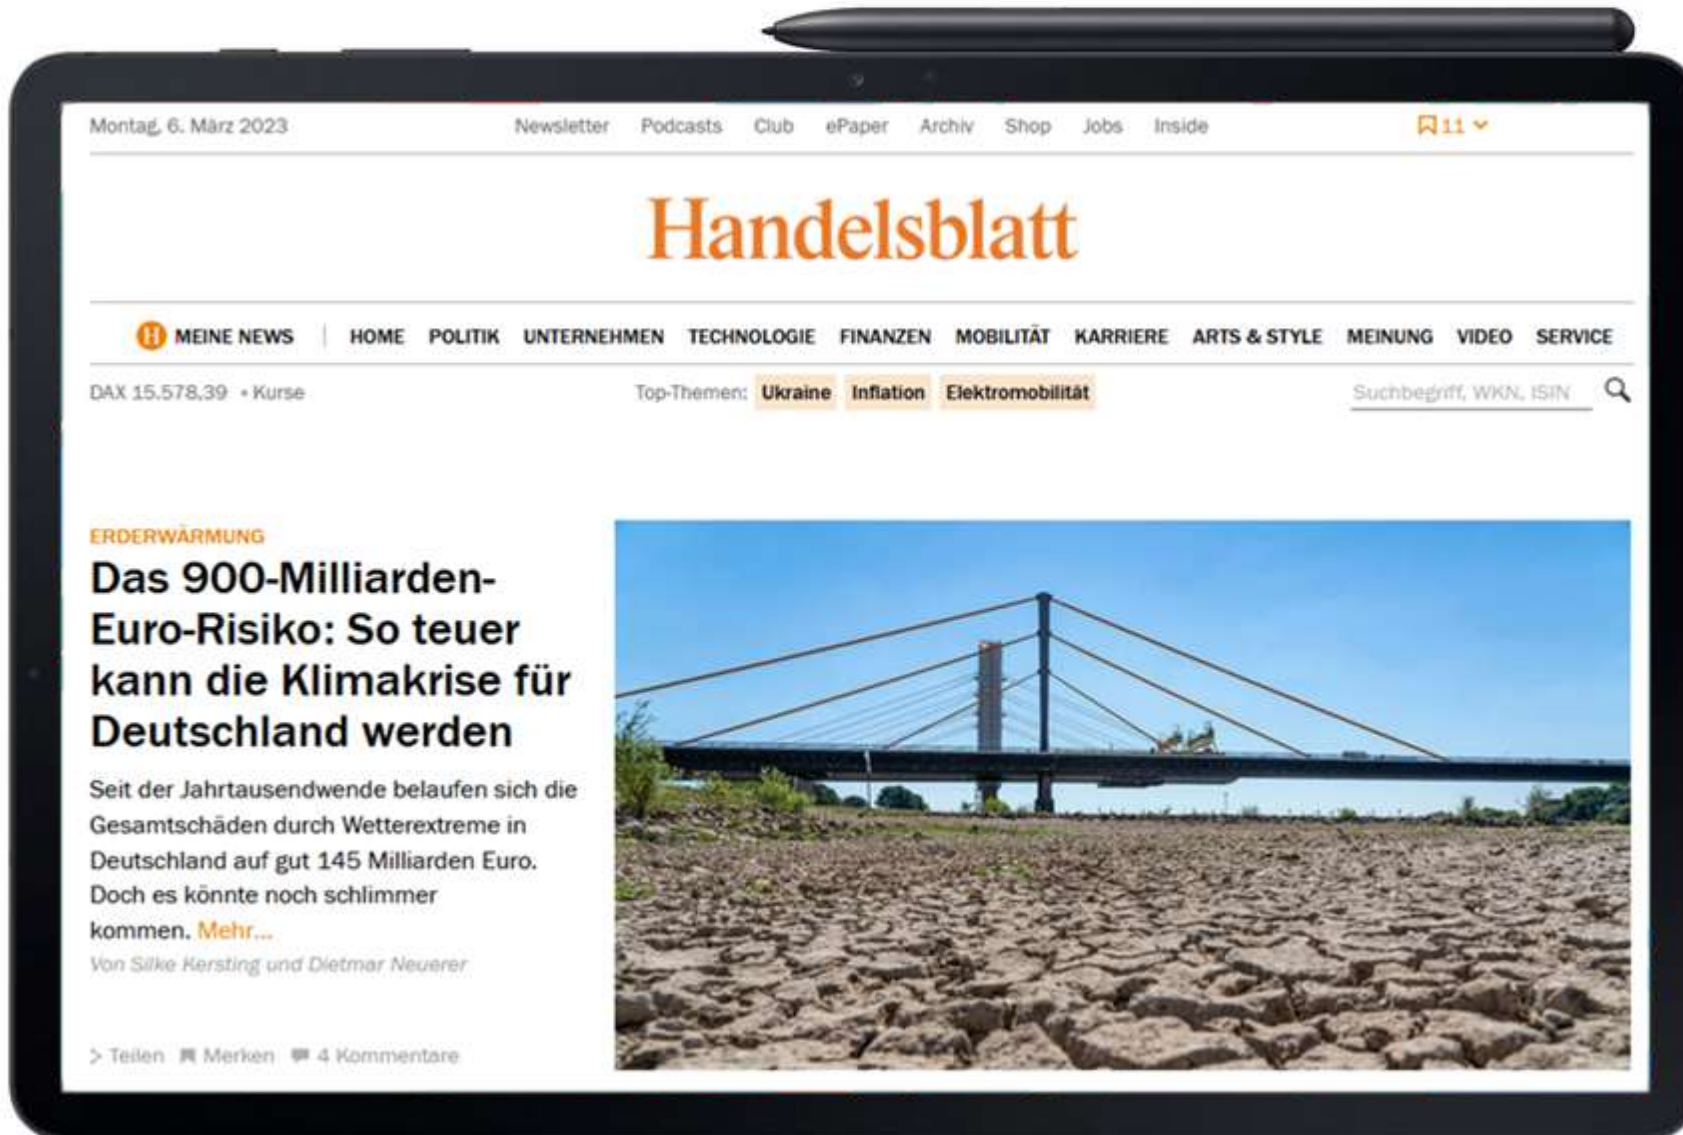 Montag, 6. März 2023
Newsletter Podcasts Club ePaper Archiv Shop Jobs Inside
11
Handelsblatt
H MEINE NEWS HOME POLITIK UNTERNEHMEN TECHNOLOGIE FINANZEN MOBILITÄT KARRIERE ARTS & STYLE MEINUNG VIDEO SERVICE
DAX 15.578,39 • Kurse
Top-Themen: Ukraine Inflation Elektromobilität
Suchbegriff, WKN, ISIN
ERDERWÄRMUNG
Das 900-Milliarden-
Euro-Risiko: So teuer
kann die Klimakrise für
Deutschland werden
Seit der Jahrtausendwende belaufen sich die
Gesamtschäden durch Wetterextreme in
Deutschland auf gut 145 Milliarden Euro.
Doch es könnte noch schlimmer
kommen. Mehr...
Von Silke Kersting und Dietmar Neuerer
Teilen Merken 4 Kommentare